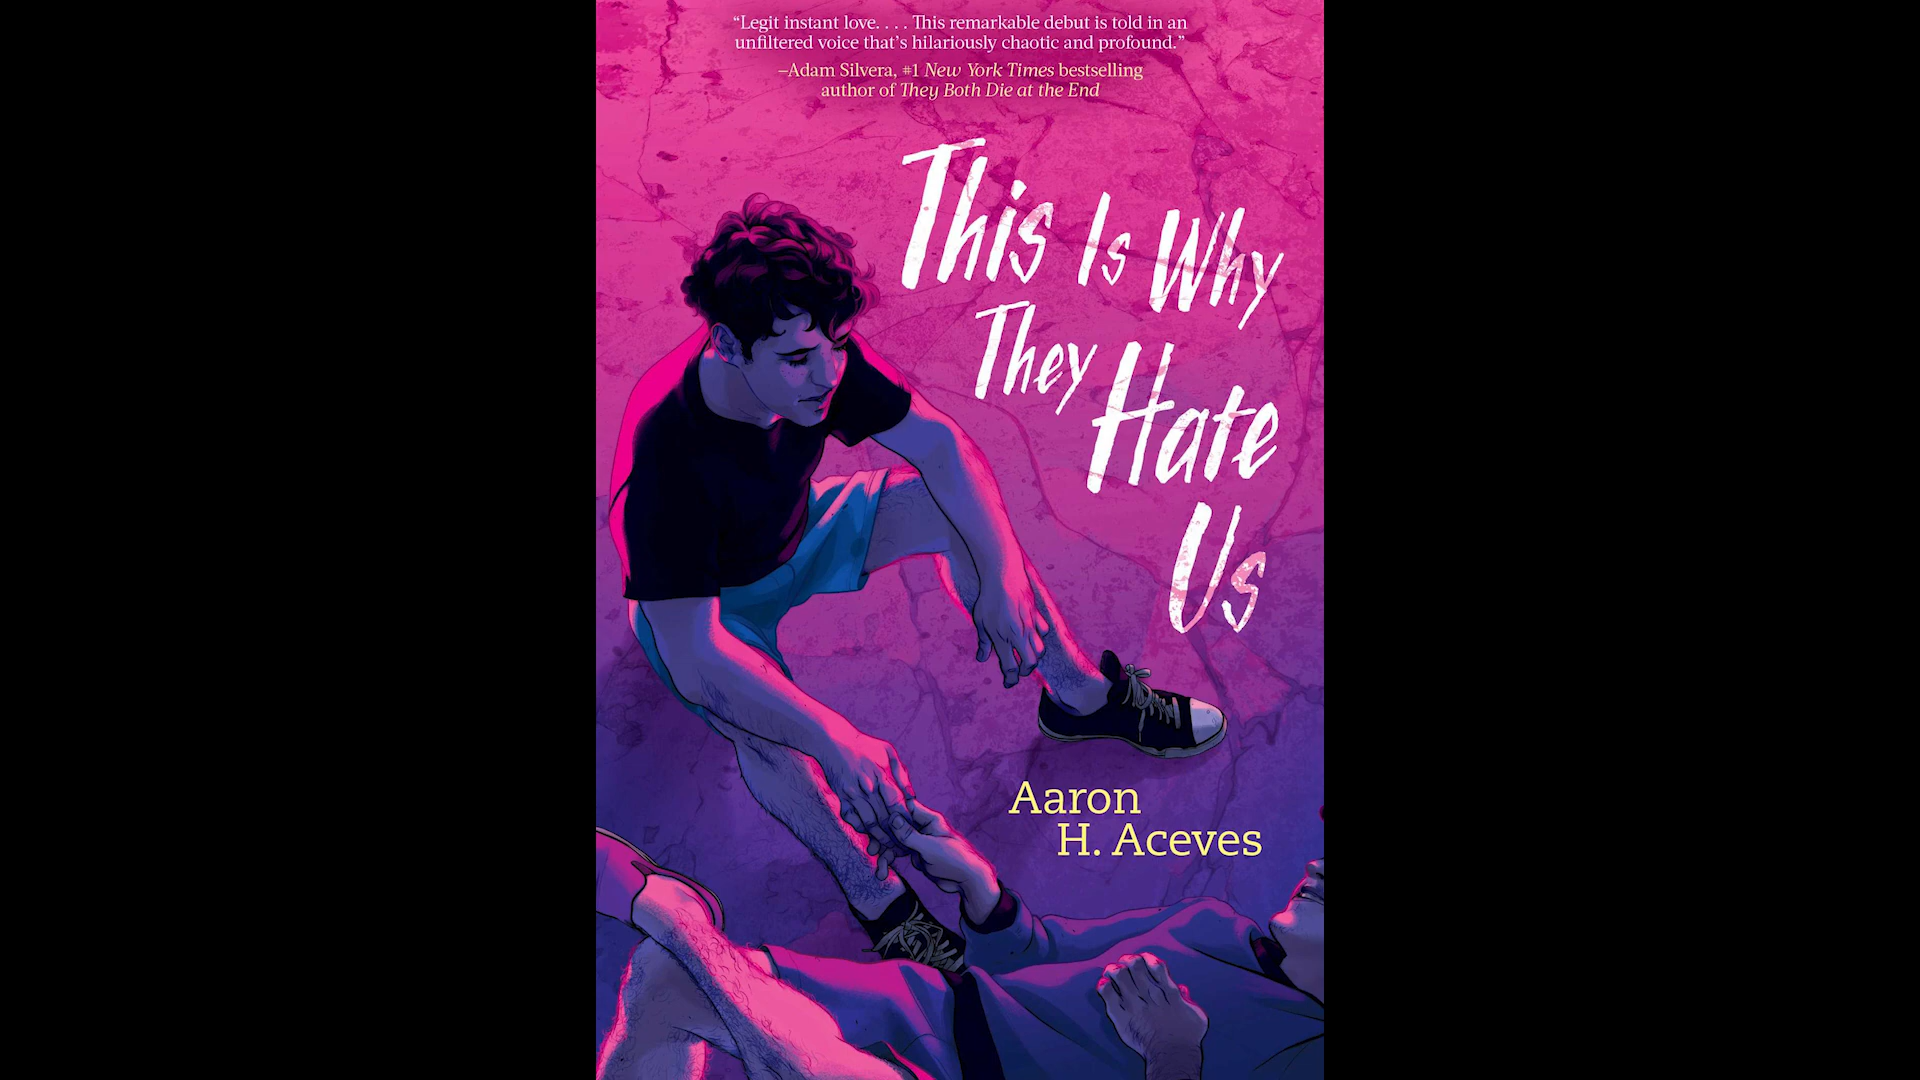 “Legit instant love. . . . This remarkable debut is told in an
unfiltered voice that’s hilariously chaotic and profound.”
–Adam Silvera, #1 New York Times bestselling
author of They Both Die at the End
This Is Why
They Hate
Us
Aaron
H. Aceves